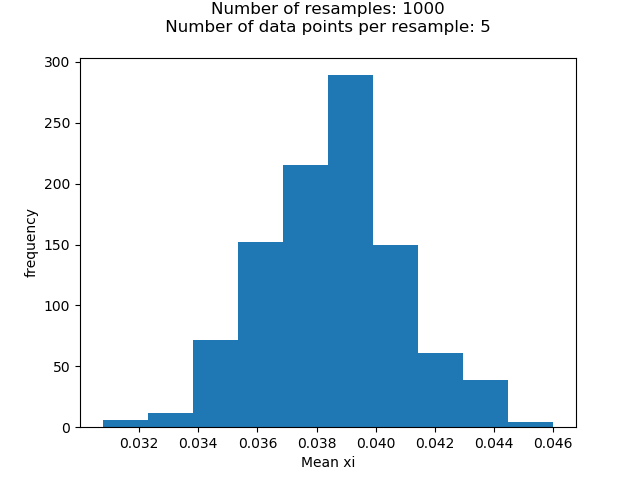 Number of resamples: 1000
Number of data points per resample: 5
300
250
200
150
100
50
0
frequency
0.032 0.034 0.036 0.038 0.040 0.042 0.044 0.046
Mean xi